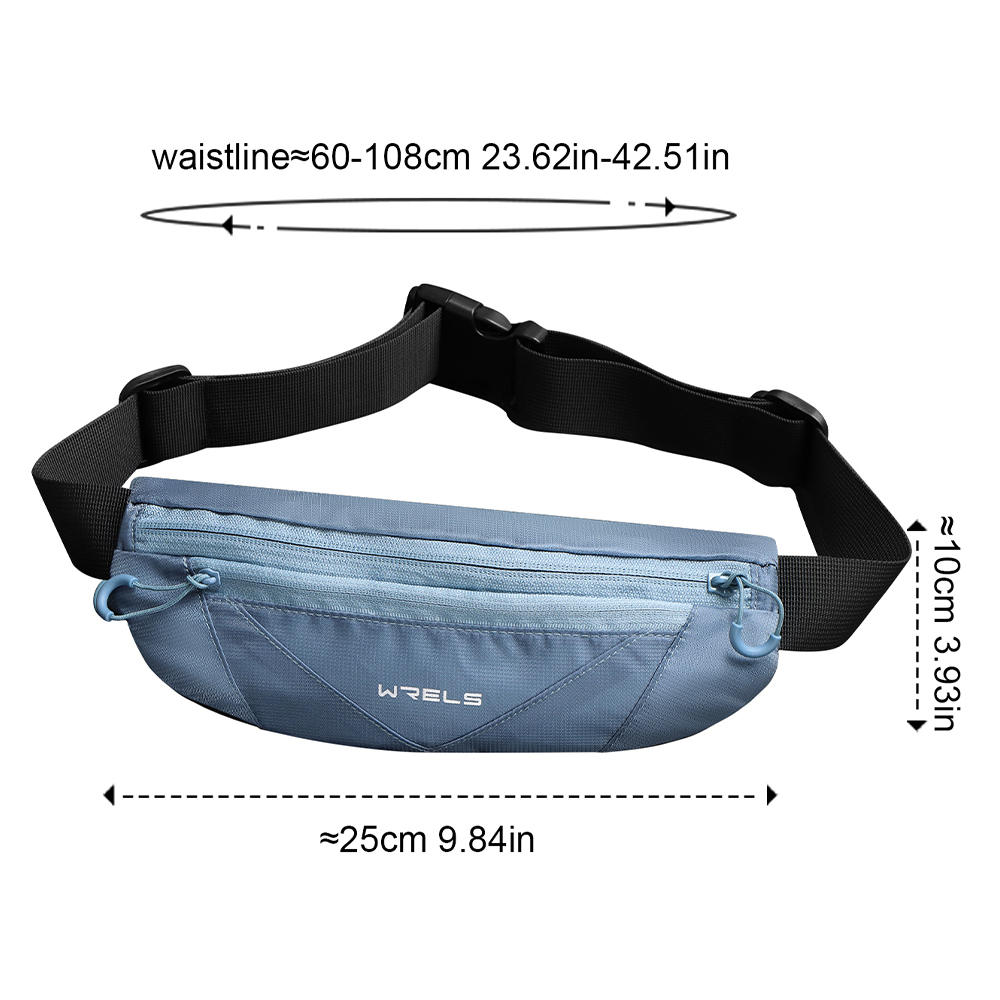 waistline≈60-108cm 23.62in-42.51in
≈10cm 3.93in
WRELS
≈25cm 9.84in